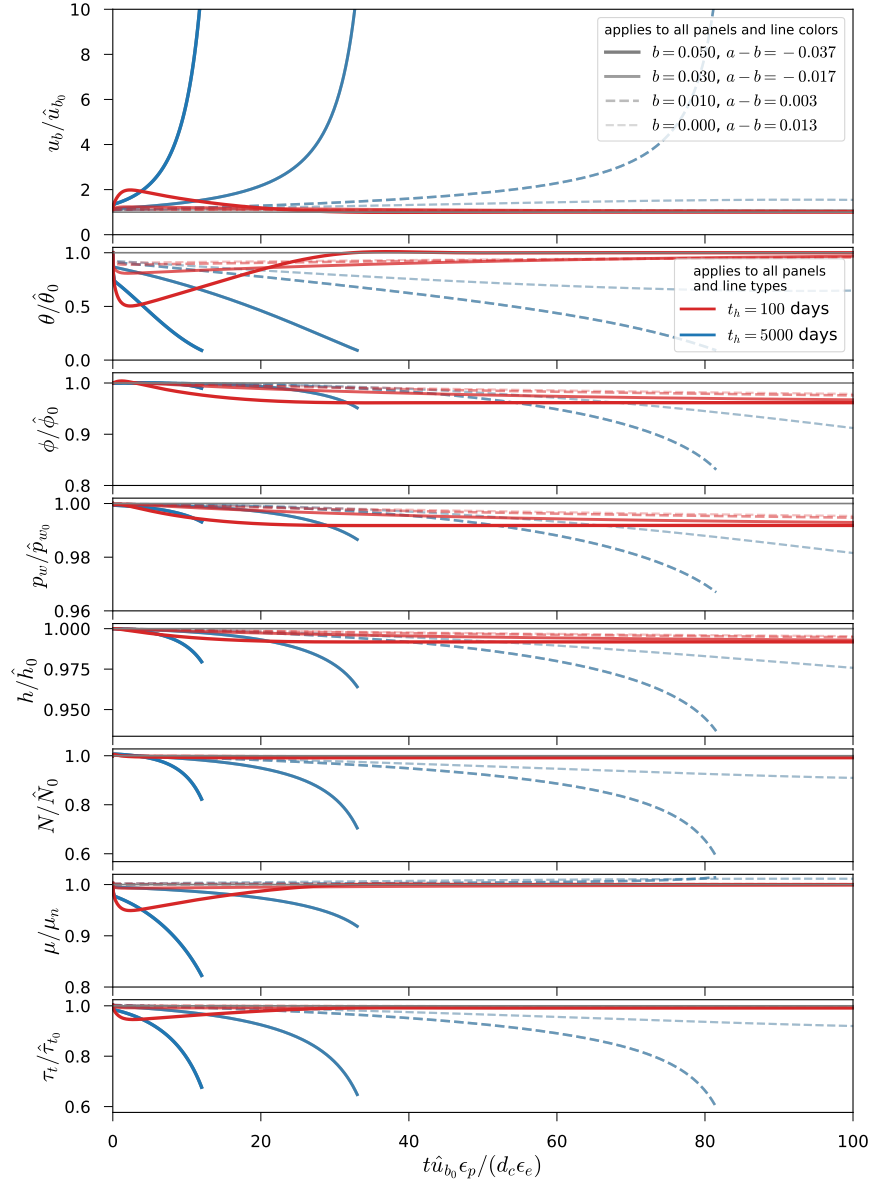 10
8
6
4
2
0
u_b/û_{b_0}
applies to all panels and line colors
b = 0.050, a − b = −0.037
b = 0.030, a − b = −0.017
b = 0.010, a − b = 0.003
b = 0.000, a − b = 0.013
1.0
0.5
0.0
θ/θ̂_0
applies to all panels
and line types
t_h = 100 days
t_h = 5000 days
1.0
0.9
0.8
ϕ/ϕ̂_0
1.00
0.98
0.96
p_w/p̂_{w_0}
1.000
0.975
0.950
h/ĥ_0
1.0
0.8
0.6
N/N̂_0
1.0
0.9
0.8
μ/μ_n
1.0
0.8
0.6
τ_t/τ̂_{t_0}
0
20
40
60
80
100
tû_{b_0}ϵ_p/(d_cϵ_e)